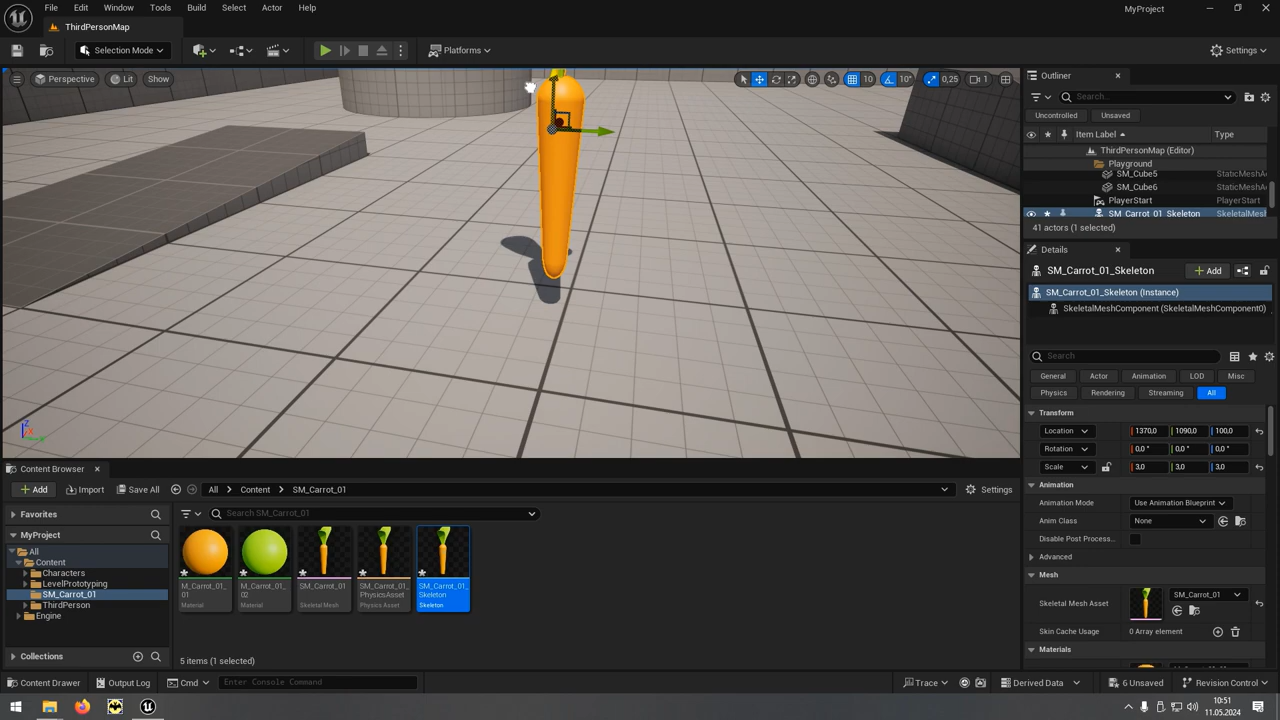 File Edit Window Tools Build Select Actor Help
MyProject
ThirdPersonMap
Selection Mode
Platforms
Settings
Perspective
Lit
Show
10
10°
0,25
1
Outliner
Search...
Uncontrolled
Unsaved
Item Label
Type
ThirdPersonMap (Editor)
Playground
SM_Cube5 StaticMeshA
SM_Cube6 StaticMeshA
PlayerStart PlayerStart
SM_Carrot_01_Skeleton SkeletalMesh
41 actors (1 selected)
Details
SM_Carrot_01_Skeleton
Add
SM_Carrot_01_Skeleton (Instance)
SkeletalMeshComponent (SkeletalMeshComponent0)
Search
General Actor Animation LOD Misc
Physics Rendering Streaming All
Transform
Location 1370,0 1090,0 100,0
Rotation 0,0 ° 0,0 ° 0,0 °
Scale 3,0 3,0 3,0
Animation
Animation Mode Use Animation Blueprint
Anim Class None
Disable Post Process...
Advanced
Mesh
Skeletal Mesh Asset SM_Carrot_01
Skin Cache Usage 0 Array element
Materials
Content Browser
Add
Import
Save All
All
Content
SM_Carrot_01
Settings
Favorites
MyProject
All
Content
Characters
LevelPrototyping
SM_Carrot_01
ThirdPerson
Engine
Collections
Search SM_Carrot_01
M_Carrot_01_
01
Material
M_Carrot_01_
02
Material
SM_Carrot_01
Skeletal Mesh
SM_Carrot_01_
PhysicsAsset
Physics Asset
SM_Carrot_01_
Skeleton
Skeleton
5 items (1 selected)
Content Drawer
Output Log
Cmd
Enter Console Command
Trace
Derived Data
6 Unsaved
Revision Control
10:51
11.05.2024